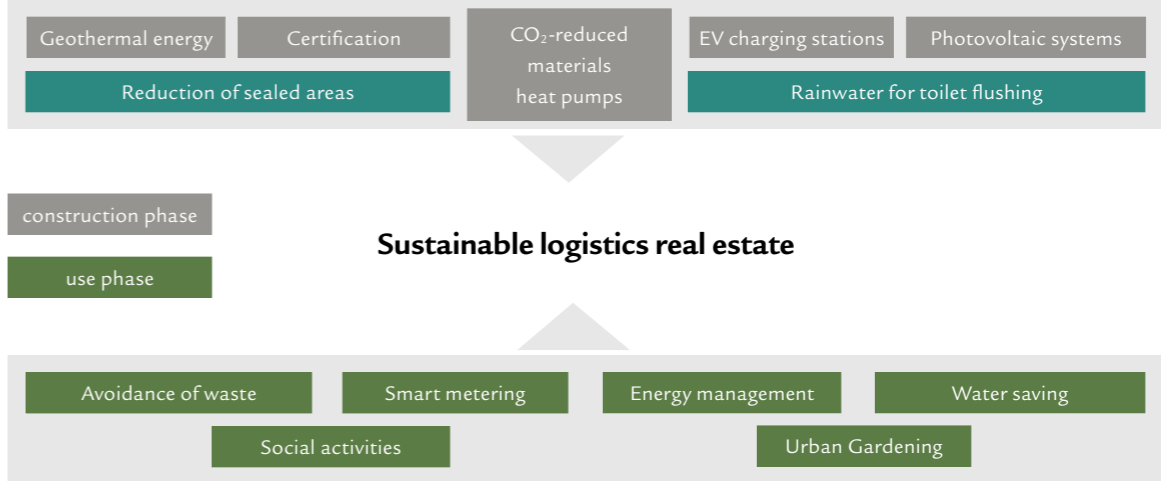 Geothermal energy
Certification
CO₂-reduced
materials
heat pumps
EV charging stations
Photovoltaic systems
Reduction of sealed areas
Rainwater for toilet flushing
construction phase
Sustainable logistics real estate
use phase
Avoidance of waste
Smart metering
Energy management
Water saving
Social activities
Urban Gardening